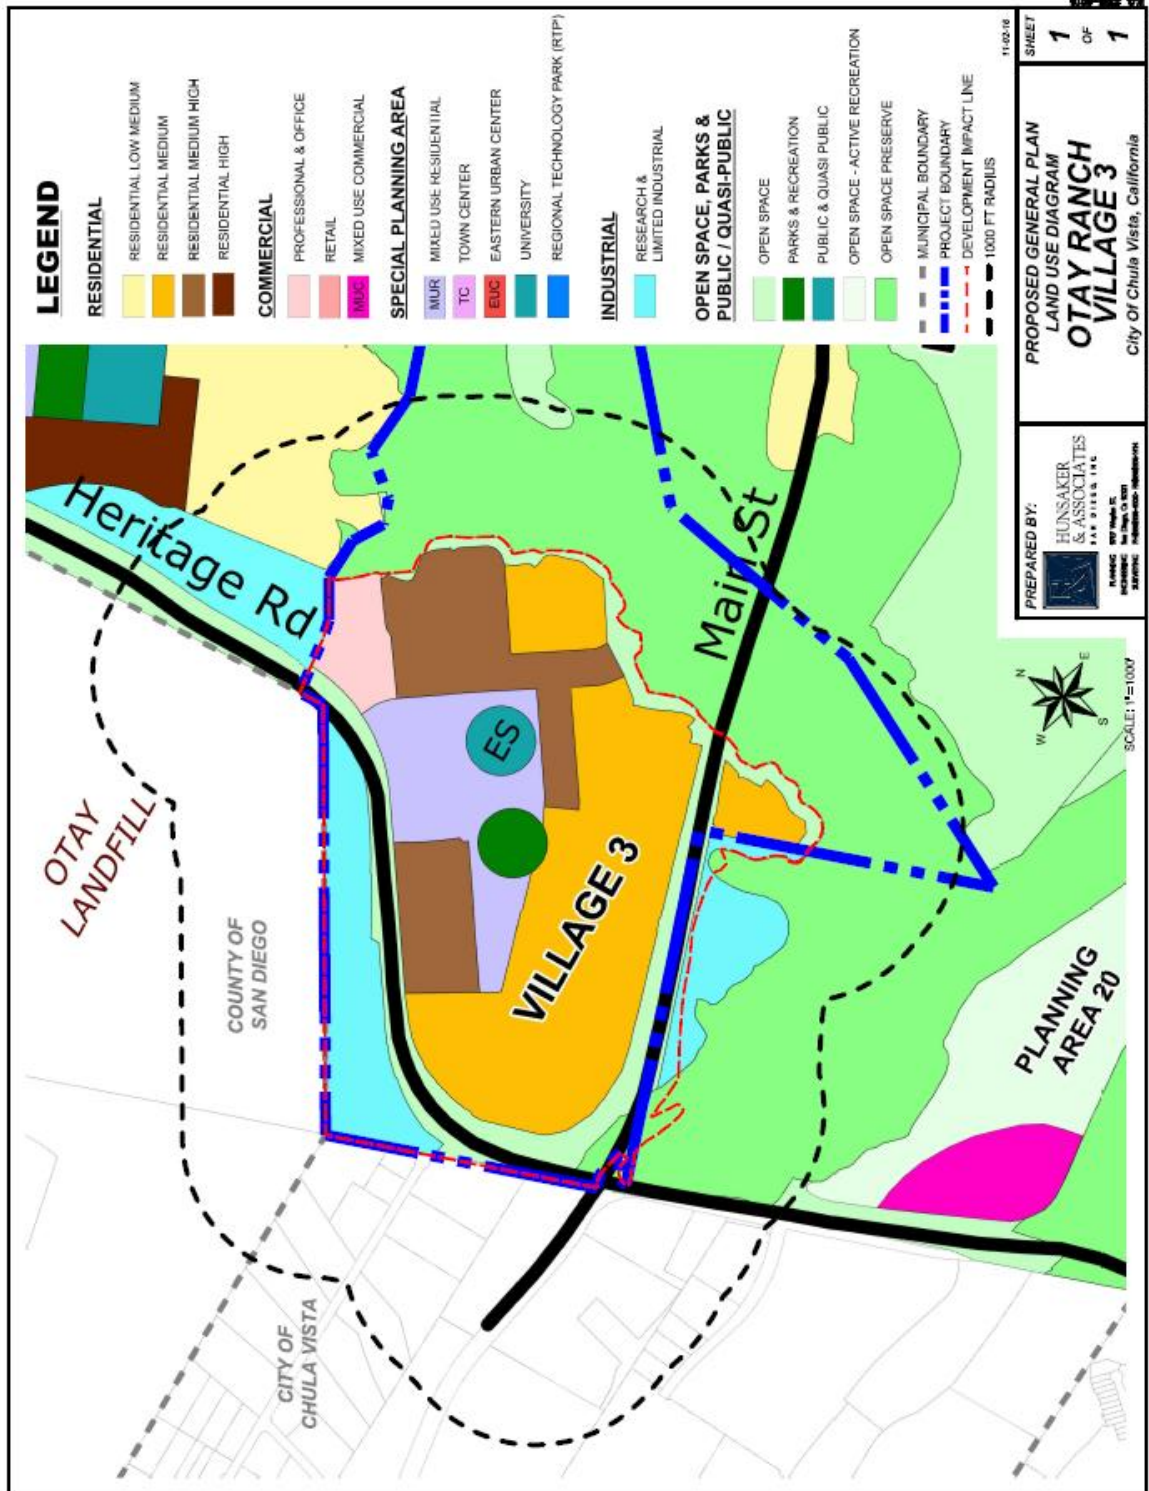 LEGEND
RESIDENTIAL
RESIDENTIAL LOW MEDIUM
RESIDENTIAL MEDIUM
RESIDENTIAL MEDIUM HIGH
RESIDENTIAL HIGH
COMMERCIAL
PROFESSIONAL & OFFICE
RETAIL
MUC MIXED USE COMMERCIAL
SPECIAL PLANNING AREA
MUR MIXED USE RESIDENTIAL
TC TOWN CENTER
EUC EASTERN URBAN CENTER
UNIVERSITY
REGIONAL TECHNOLOGY PARK (RTP)
INDUSTRIAL
RESEARCH &
LIMITED INDUSTRIAL
OPEN SPACE, PARKS &
PUBLIC / QUASI-PUBLIC
OPEN SPACE
PARKS & RECREATION
PUBLIC & QUASI PUBLIC
OPEN SPACE - ACTIVE RECREATION
OPEN SPACE PRESERVE
MUNICIPAL BOUNDARY
PROJECT BOUNDARY
DEVELOPMENT IMPACT LINE
1000 FT RADIUS
11-02-16
Heritage Rd
Main St
OTAY
LANDFILL
COUNTY OF
SAN DIEGO
CITY OF
CHULA VISTA
ES
VILLAGE 3
PLANNING
AREA 20
N
E
S
W
SCALE: 1"=1000'
PREPARED BY:
HUNSAKER
& ASSOCIATES
SAN DIEGO, INC
PROPOSED GENERAL PLAN
LAND USE DIAGRAM
OTAY RANCH
VILLAGE 3
City Of Chula Vista, California
SHEET
1
OF
1